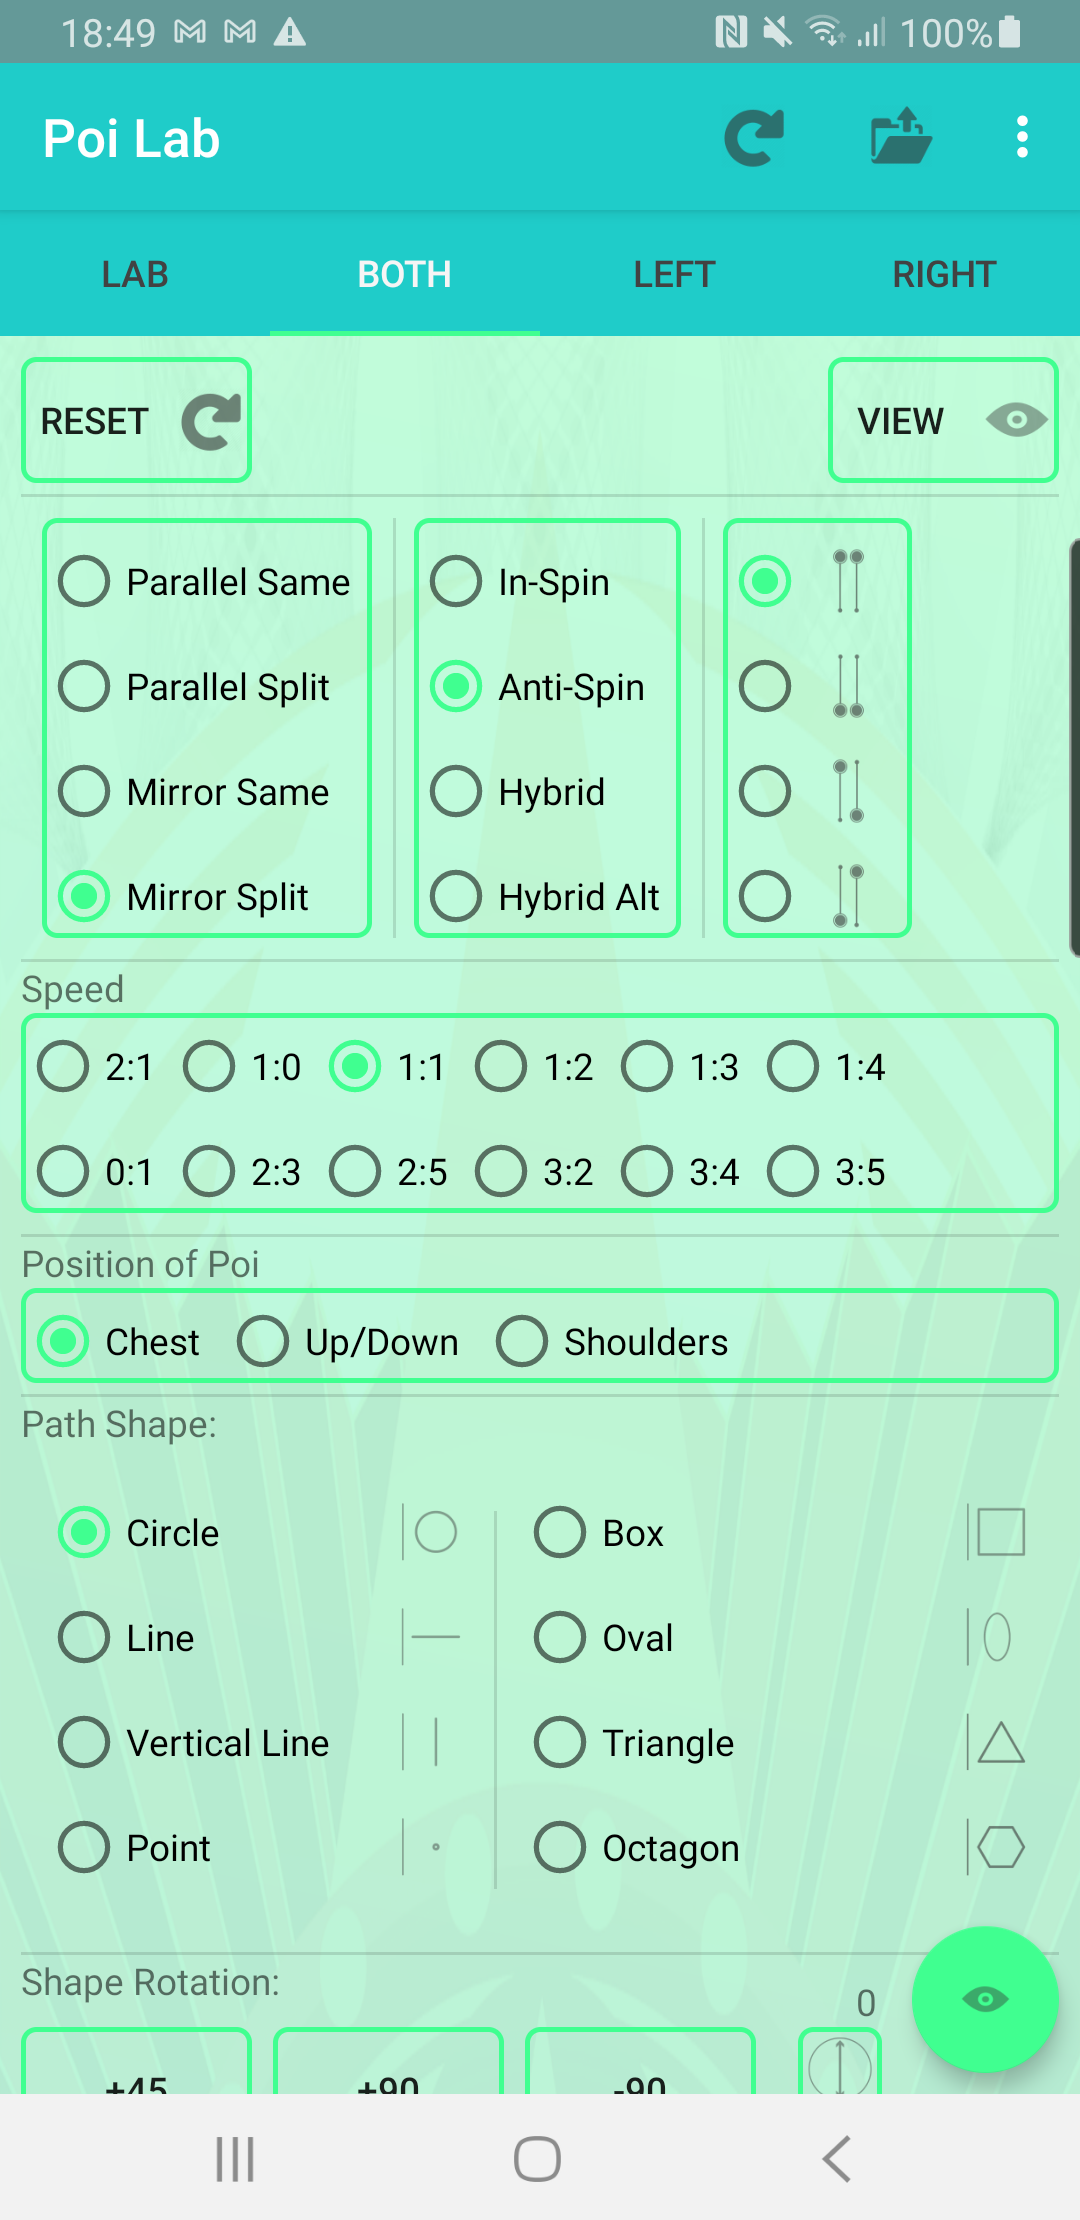 18:49 100%
Poi Lab
LAB BOTH LEFT RIGHT
RESET VIEW
Parallel Same In-Spin
Parallel Split Anti-Spin
Mirror Same Hybrid
Mirror Split Hybrid Alt
Speed
2:1 1:0 1:1 1:2 1:3 1:4
0:1 2:3 2:5 3:2 3:4 3:5
Position of Poi
Chest Up/Down Shoulders
Path Shape:
Circle Box
Line Oval
Vertical Line Triangle
Point Octagon
Shape Rotation:
0
+45 +90 -90